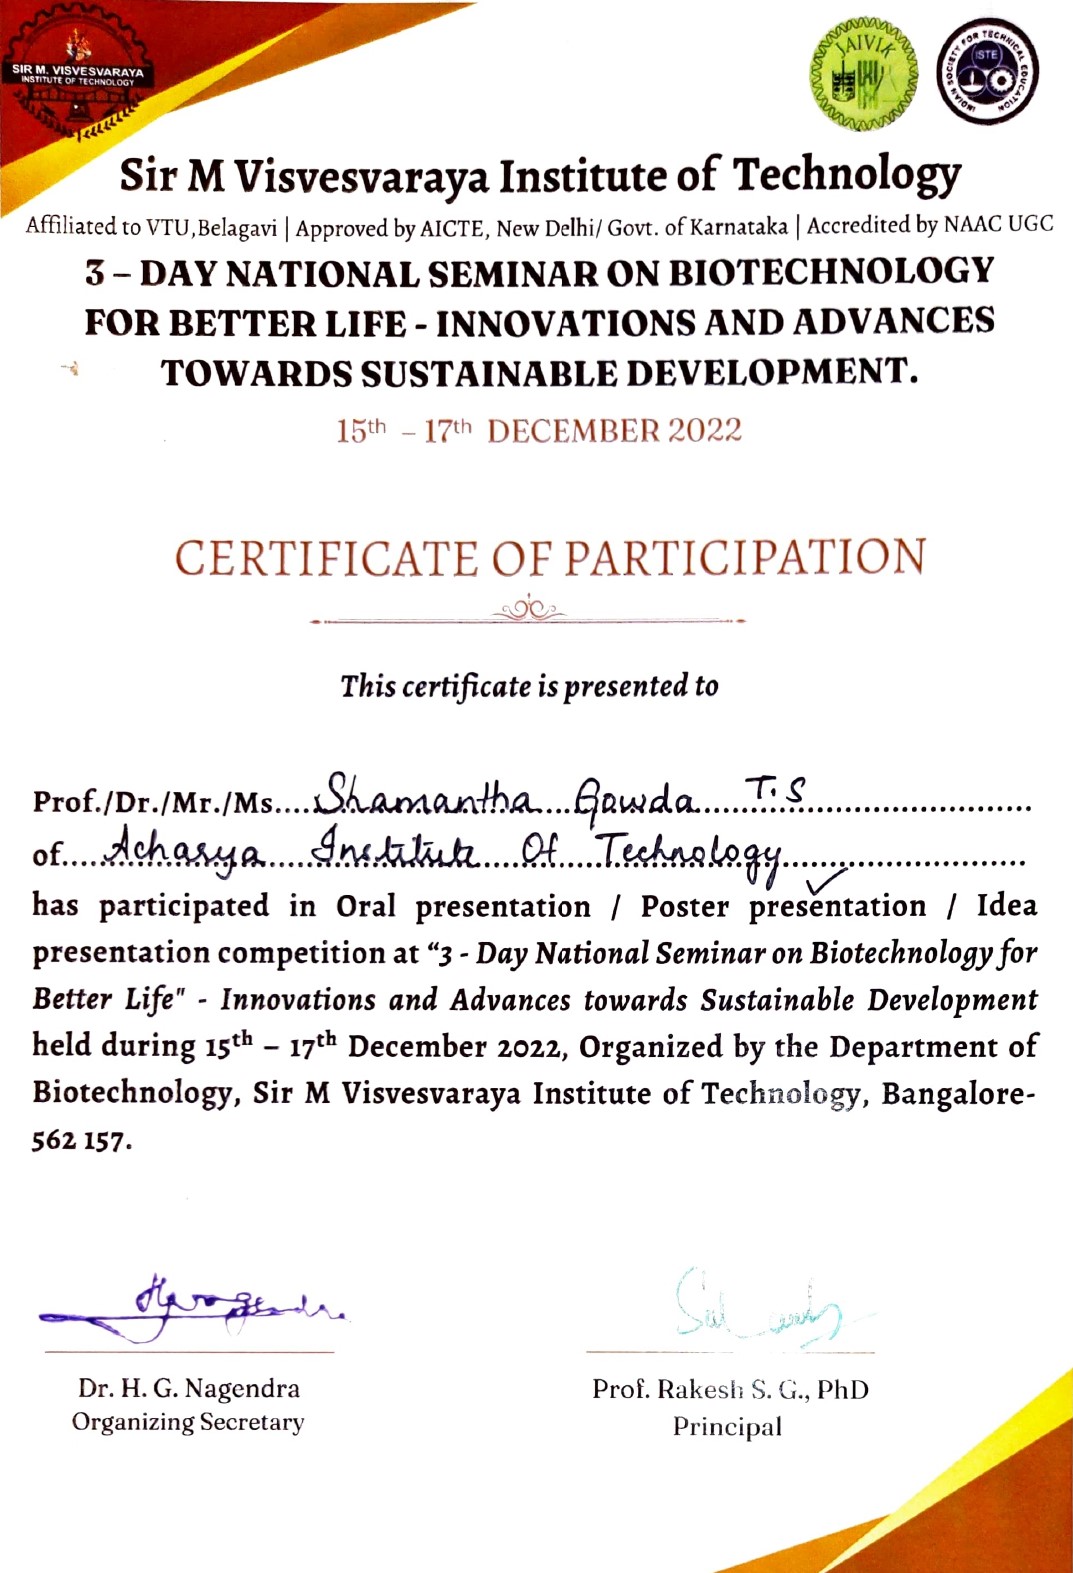 SIR M. VISVESVARAYA
INSTITUTE OF TECHNOLOGY
JAIVIK
INDIAN SOCIETY FOR TECHNICAL EDUCATION
ISTE
Sir M Visvesvaraya Institute of Technology
Affiliated to VTU,Belagavi | Approved by AICTE, New Delhi/ Govt. of Karnataka | Accredited by NAAC UGC
3 – DAY NATIONAL SEMINAR ON BIOTECHNOLOGY
FOR BETTER LIFE - INNOVATIONS AND ADVANCES
TOWARDS SUSTAINABLE DEVELOPMENT.
15th – 17th DECEMBER 2022
CERTIFICATE OF PARTICIPATION
This certificate is presented to
Prof./Dr./Mr./Ms....Shamantha...Gowda......T.S..............................
of.....Acharya.....Institute....Of....Technology..........................
has participated in Oral presentation / Poster presentation / Idea
presentation competition at “3 - Day National Seminar on Biotechnology for
Better Life" - Innovations and Advances towards Sustainable Development
held during 15th – 17th December 2022, Organized by the Department of
Biotechnology, Sir M Visvesvaraya Institute of Technology, Bangalore-
562 157.
Dr. H. G. Nagendra
Organizing Secretary
Prof. Rakesh S. G., PhD
Principal